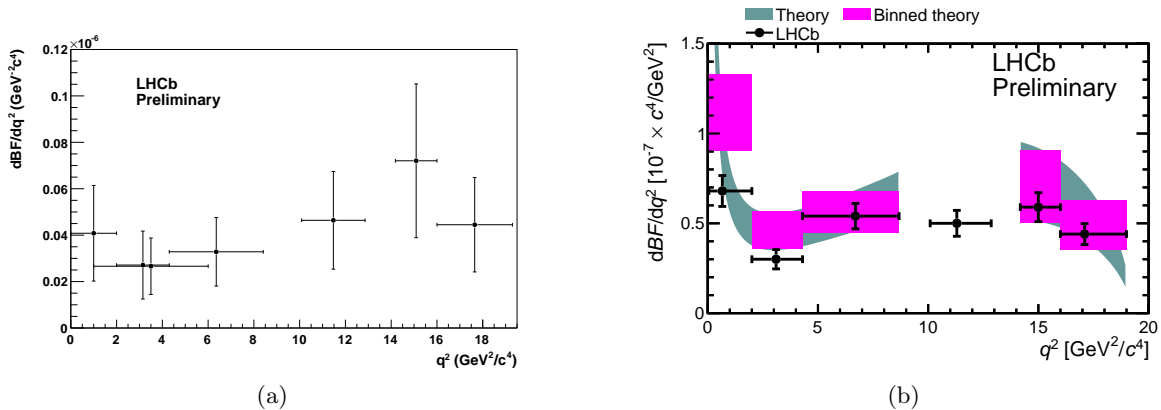 ×10⁻⁶
0.12
0.1
0.08
0.06
0.04
0.02
0
dBF/dq² (GeV⁻²c⁴)
LHCb
Preliminary
0 2 4 6 8 10 12 14 16 18
q² (GeV²/c⁴)
(a)
Theory Binned theory
LHCb
1.5
1
0.5
0
dBF/dq² [10⁻⁷ × c⁴/GeV²]
LHCb
Preliminary
0 5 10 15 20
q² [GeV²/c⁴]
(b)